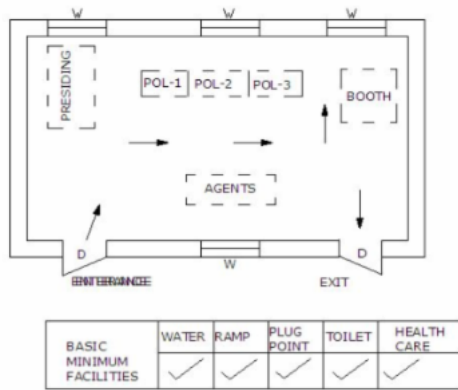 W W W
PRESIDING
POL-1 POL-2 POL-3
BOOTH
AGENTS
D D
W
ENTERANCE EXIT
BASIC MINIMUM FACILITIES
WATER RAMP PLUG POINT TOILET HEALTH CARE